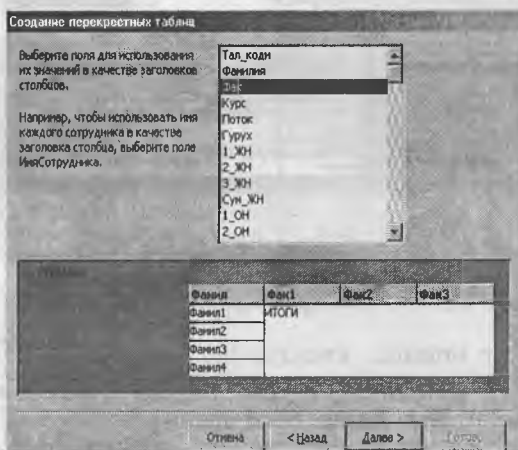 Создание перекрестных таблиц
Выберите поля для использования
их значений в качестве заголовков
столбцов.
Например, чтобы использовать имя
каждого сотрудника в качестве
заголовка столбца, выберите поле
ИмяСотрудника.
Тал_кодн
Фамилия
Фак
Курс
Поток
Гурух
1_ЖН
2_ЖН
3_ЖН
Сум_ЖН
1_ОН
2_ОН
Фамил Фак1 Фак2 Фак3
Фамил1 ИТОГИ
Фамил2
Фамил3
Фамил4
Отмена < Назад Далее > Готово